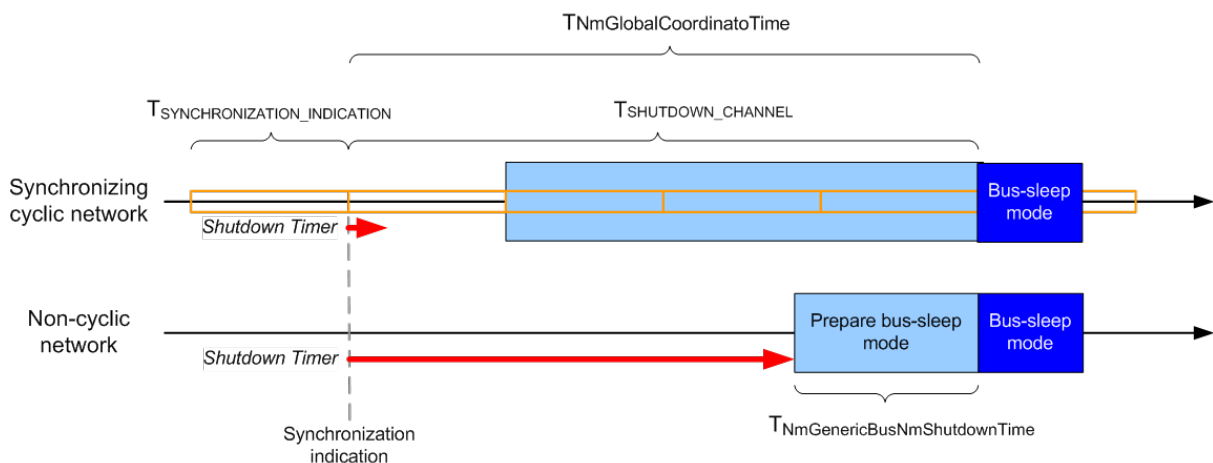 TNmGlobalCoordinatoTime
TSYNCHRONIZATION_INDICATION
TSHUTDOWN_CHANNEL
Synchronizing
cyclic network
Shutdown Timer
Bus-sleep
mode
Non-cyclic
network
Shutdown Timer
Prepare bus-sleep
mode
Bus-sleep
mode
TNmGenericBusNmShutdownTime
Synchronization
indication